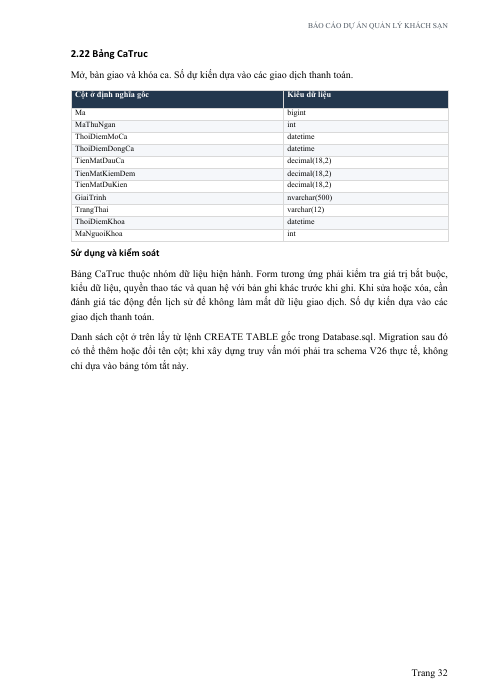 BÁO CÁO DỰ ÁN QUẢN LÝ KHÁCH SẠN
2.22 Bảng CaTruc
Mở, bàn giao và khóa ca. Số dự kiến dựa vào các giao dịch thanh toán.
Cột ở định nghĩa gốc Kiểu dữ liệu
Ma bigint
MaThuNgan int
ThoiDiemMoCa datetime
ThoiDiemDongCa datetime
TienMatDauCa decimal(18,2)
TienMatKiemDem decimal(18,2)
TienMatDuKien decimal(18,2)
GiaiTrinh nvarchar(500)
TrangThai varchar(12)
ThoiDiemKhoa datetime
MaNguoiKhoa int
Sử dụng và kiểm soát
Bảng CaTruc thuộc nhóm dữ liệu hiện hành. Form tương ứng phải kiểm tra giá trị bắt buộc,
kiểu dữ liệu, quyền thao tác và quan hệ với bản ghi khác trước khi ghi. Khi sửa hoặc xóa, cần
đánh giá tác động đến lịch sử để không làm mất dữ liệu giao dịch. Số dự kiến dựa vào các
giao dịch thanh toán.
Danh sách cột ở trên lấy từ lệnh CREATE TABLE gốc trong Database.sql. Migration sau đó
có thể thêm hoặc đổi tên cột; khi xây dựng truy vấn mới phải tra schema V26 thực tế, không
chỉ dựa vào bảng tóm tắt này.
Trang 32